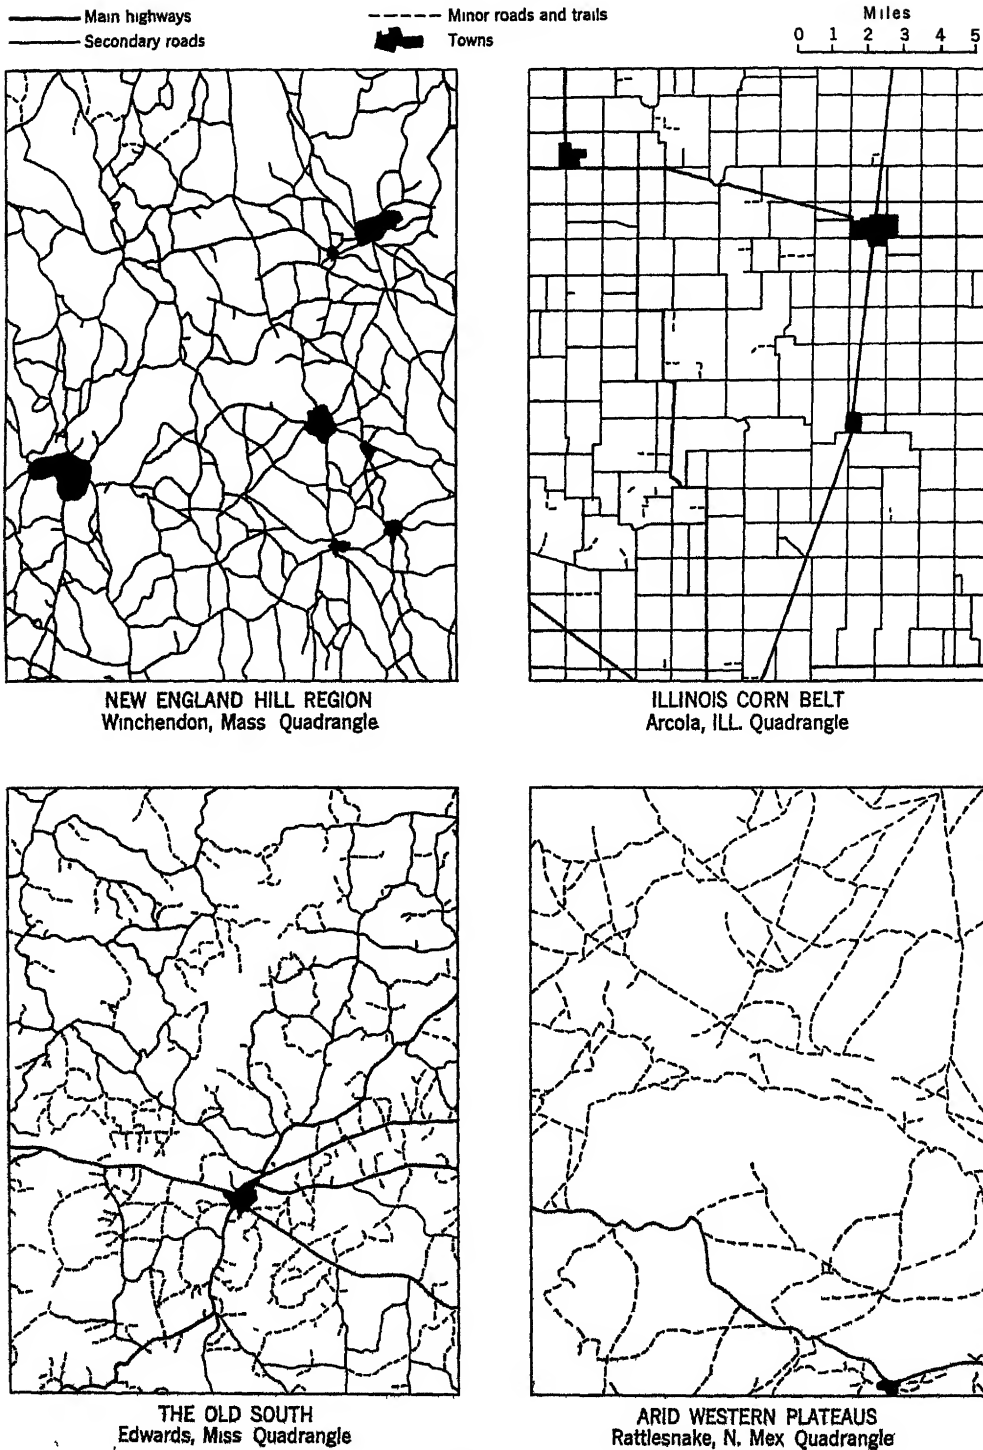 Main highways
Secondary roads
Minor roads and trails
Towns
Miles
0 1 2 3 4 5
NEW ENGLAND HILL REGION
Winchendon, Mass Quadrangle
ILLINOIS CORN BELT
Arcola, ILL. Quadrangle
THE OLD SOUTH
Edwards, Miss Quadrangle
ARID WESTERN PLATEAUS
Rattlesnake, N. Mex Quadrangle